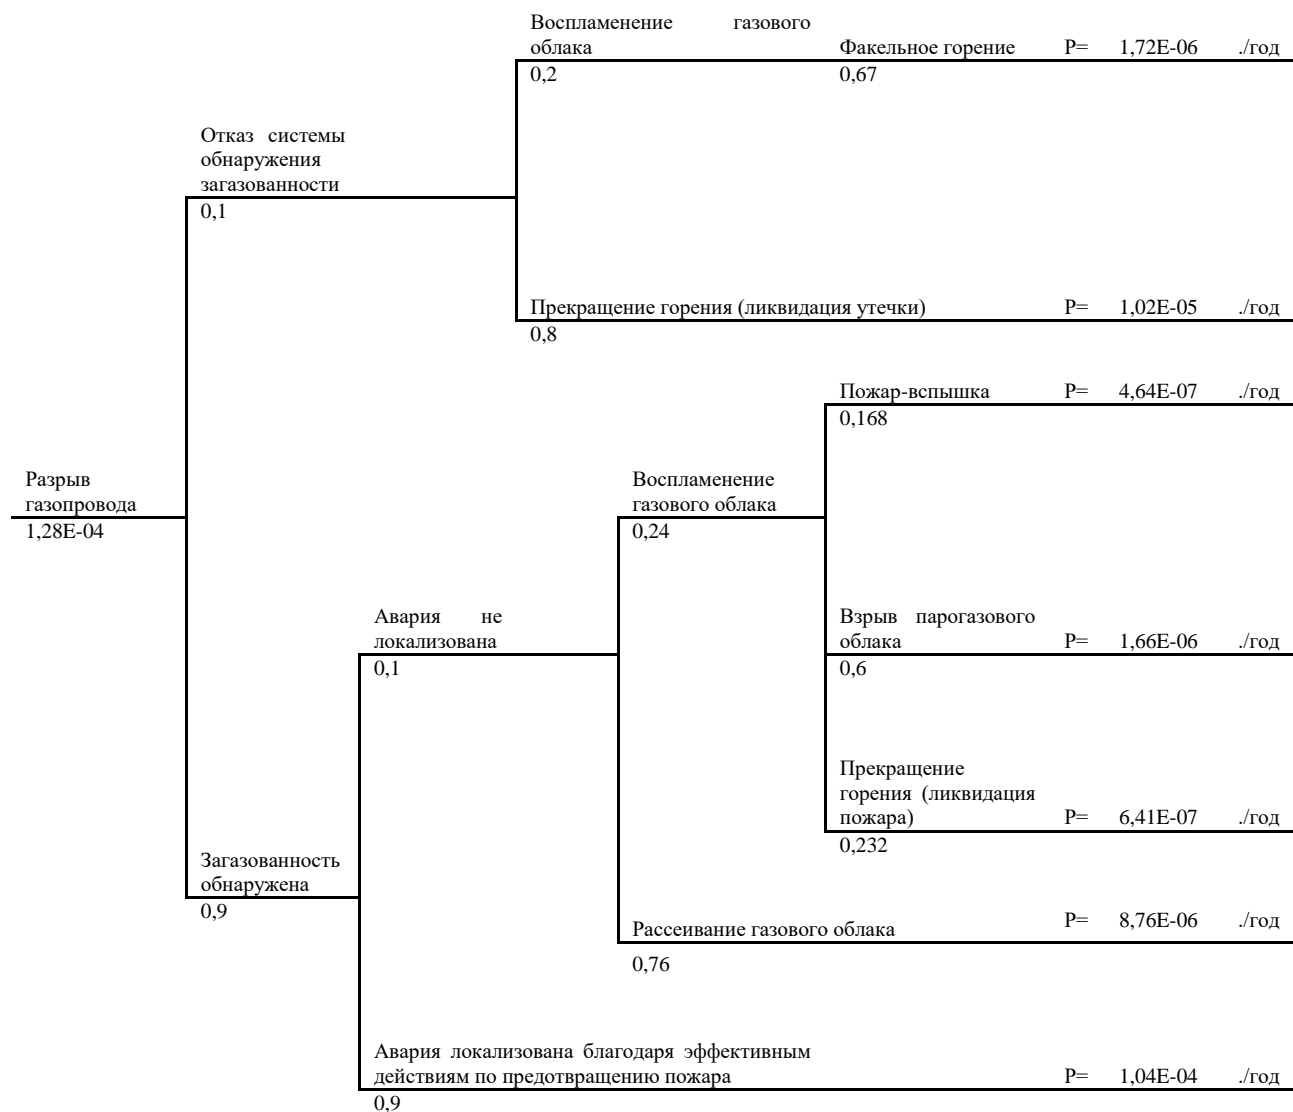 Воспламенение газового
облака
Факельное горение P= 1,72E-06 ./год
0,2 0,67
Отказ системы
обнаружения
загазованности
0,1
Прекращение горения (ликвидация утечки) P= 1,02E-05 ./год
0,8
Пожар-вспышка P= 4,64E-07 ./год
0,168
Разрыв
газопровода
1,28E-04
Воспламенение
газового облака
0,24
Авария не
локализована
0,1
Взрыв парогазового
облака P= 1,66E-06 ./год
0,6
Прекращение
горения (ликвидация
пожара) P= 6,41E-07 ./год
0,232
Загазованность
обнаружена
0,9
Рассеивание газового облака P= 8,76E-06 ./год
0,76
Авария локализована благодаря эффективным
действиям по предотвращению пожара P= 1,04E-04 ./год
0,9